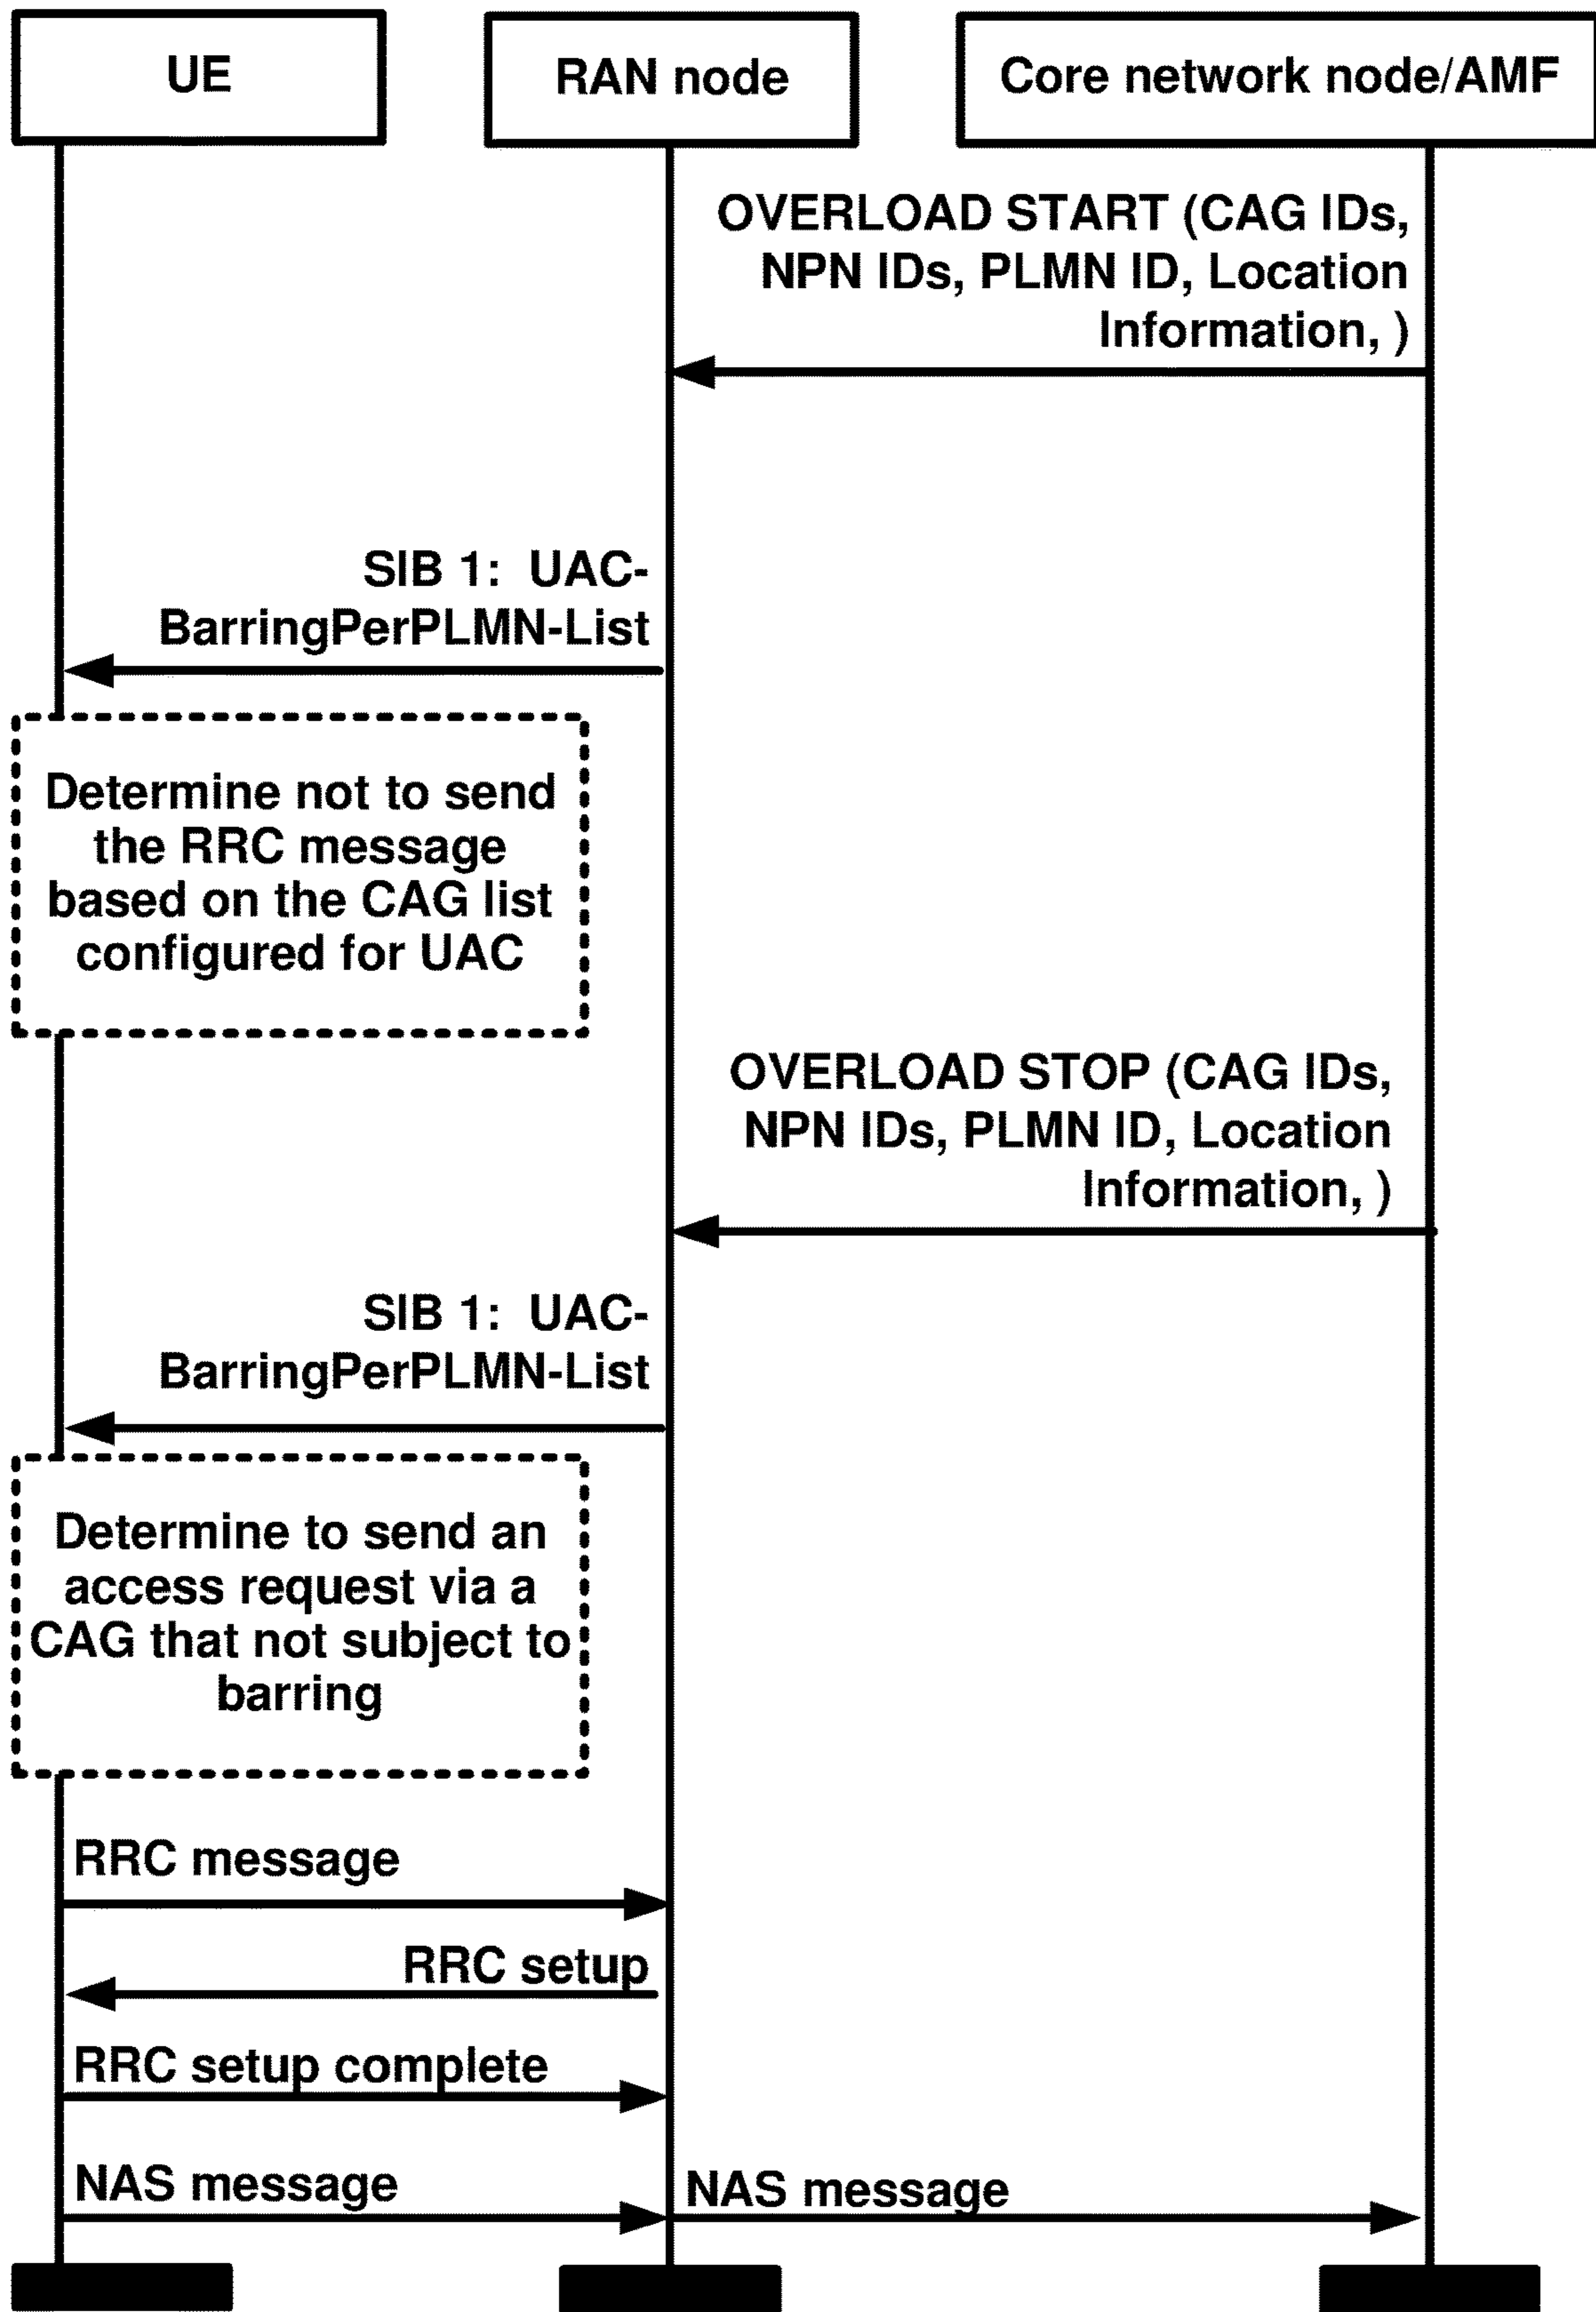 UE
RAN node
Core network node/AMF
OVERLOAD START (CAG IDs,
NPN IDs, PLMN ID, Location
Information, )
SIB 1:  UAC-
BarringPerPLMN-List
Determine not to send
the RRC message
based on the CAG list
configured for UAC
OVERLOAD STOP (CAG IDs,
NPN IDs, PLMN ID, Location
Information, )
SIB 1:  UAC-
BarringPerPLMN-List
Determine to send an
access request via a
CAG that not subject to
barring
RRC message
RRC setup
RRC setup complete
NAS message
NAS message